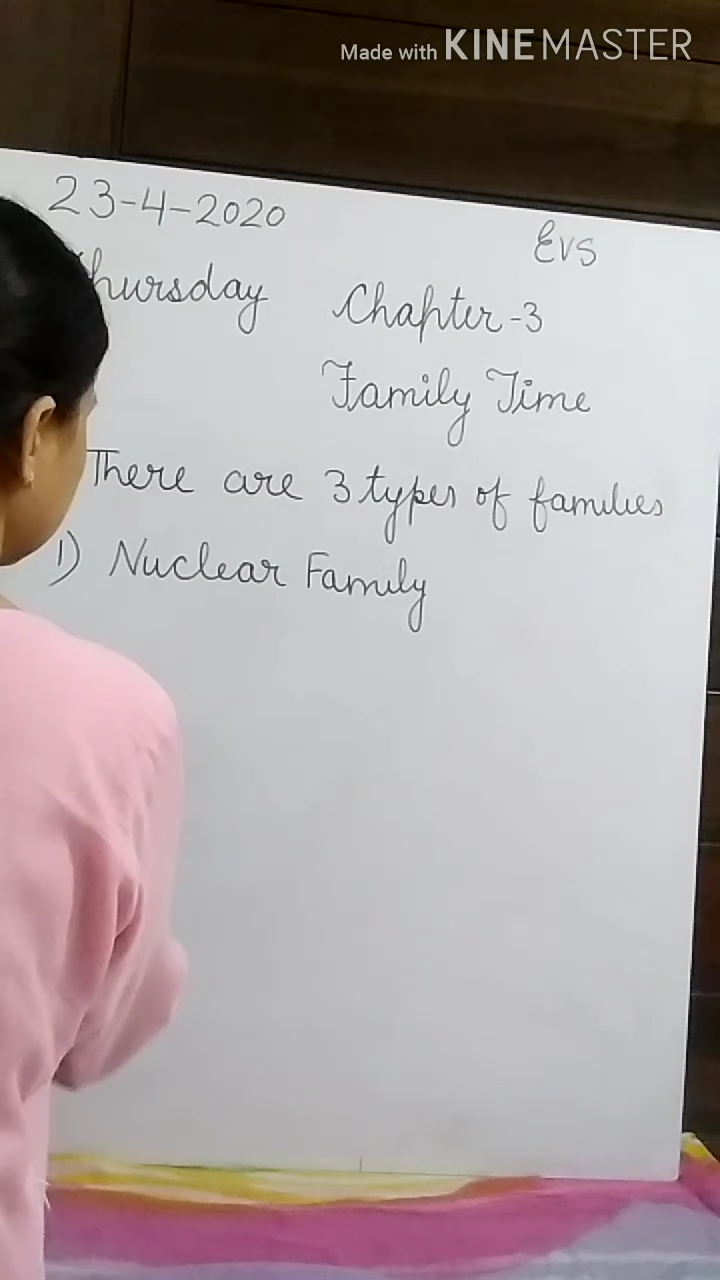 Made with KINEMASTER
23-4-2020 EVS
Thursday Chapter-3
Family Time
There are 3 types of families
1) Nuclear Family